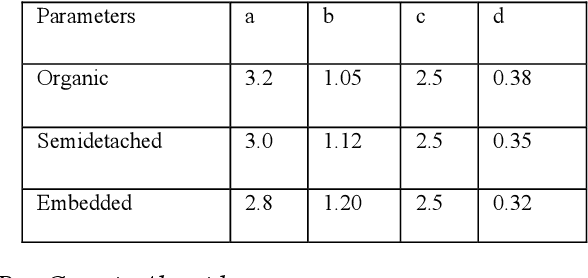 Parameters a b c d
Organic 3.2 1.05 2.5 0.38
Semidetached 3.0 1.12 2.5 0.35
Embedded 2.8 1.20 2.5 0.32